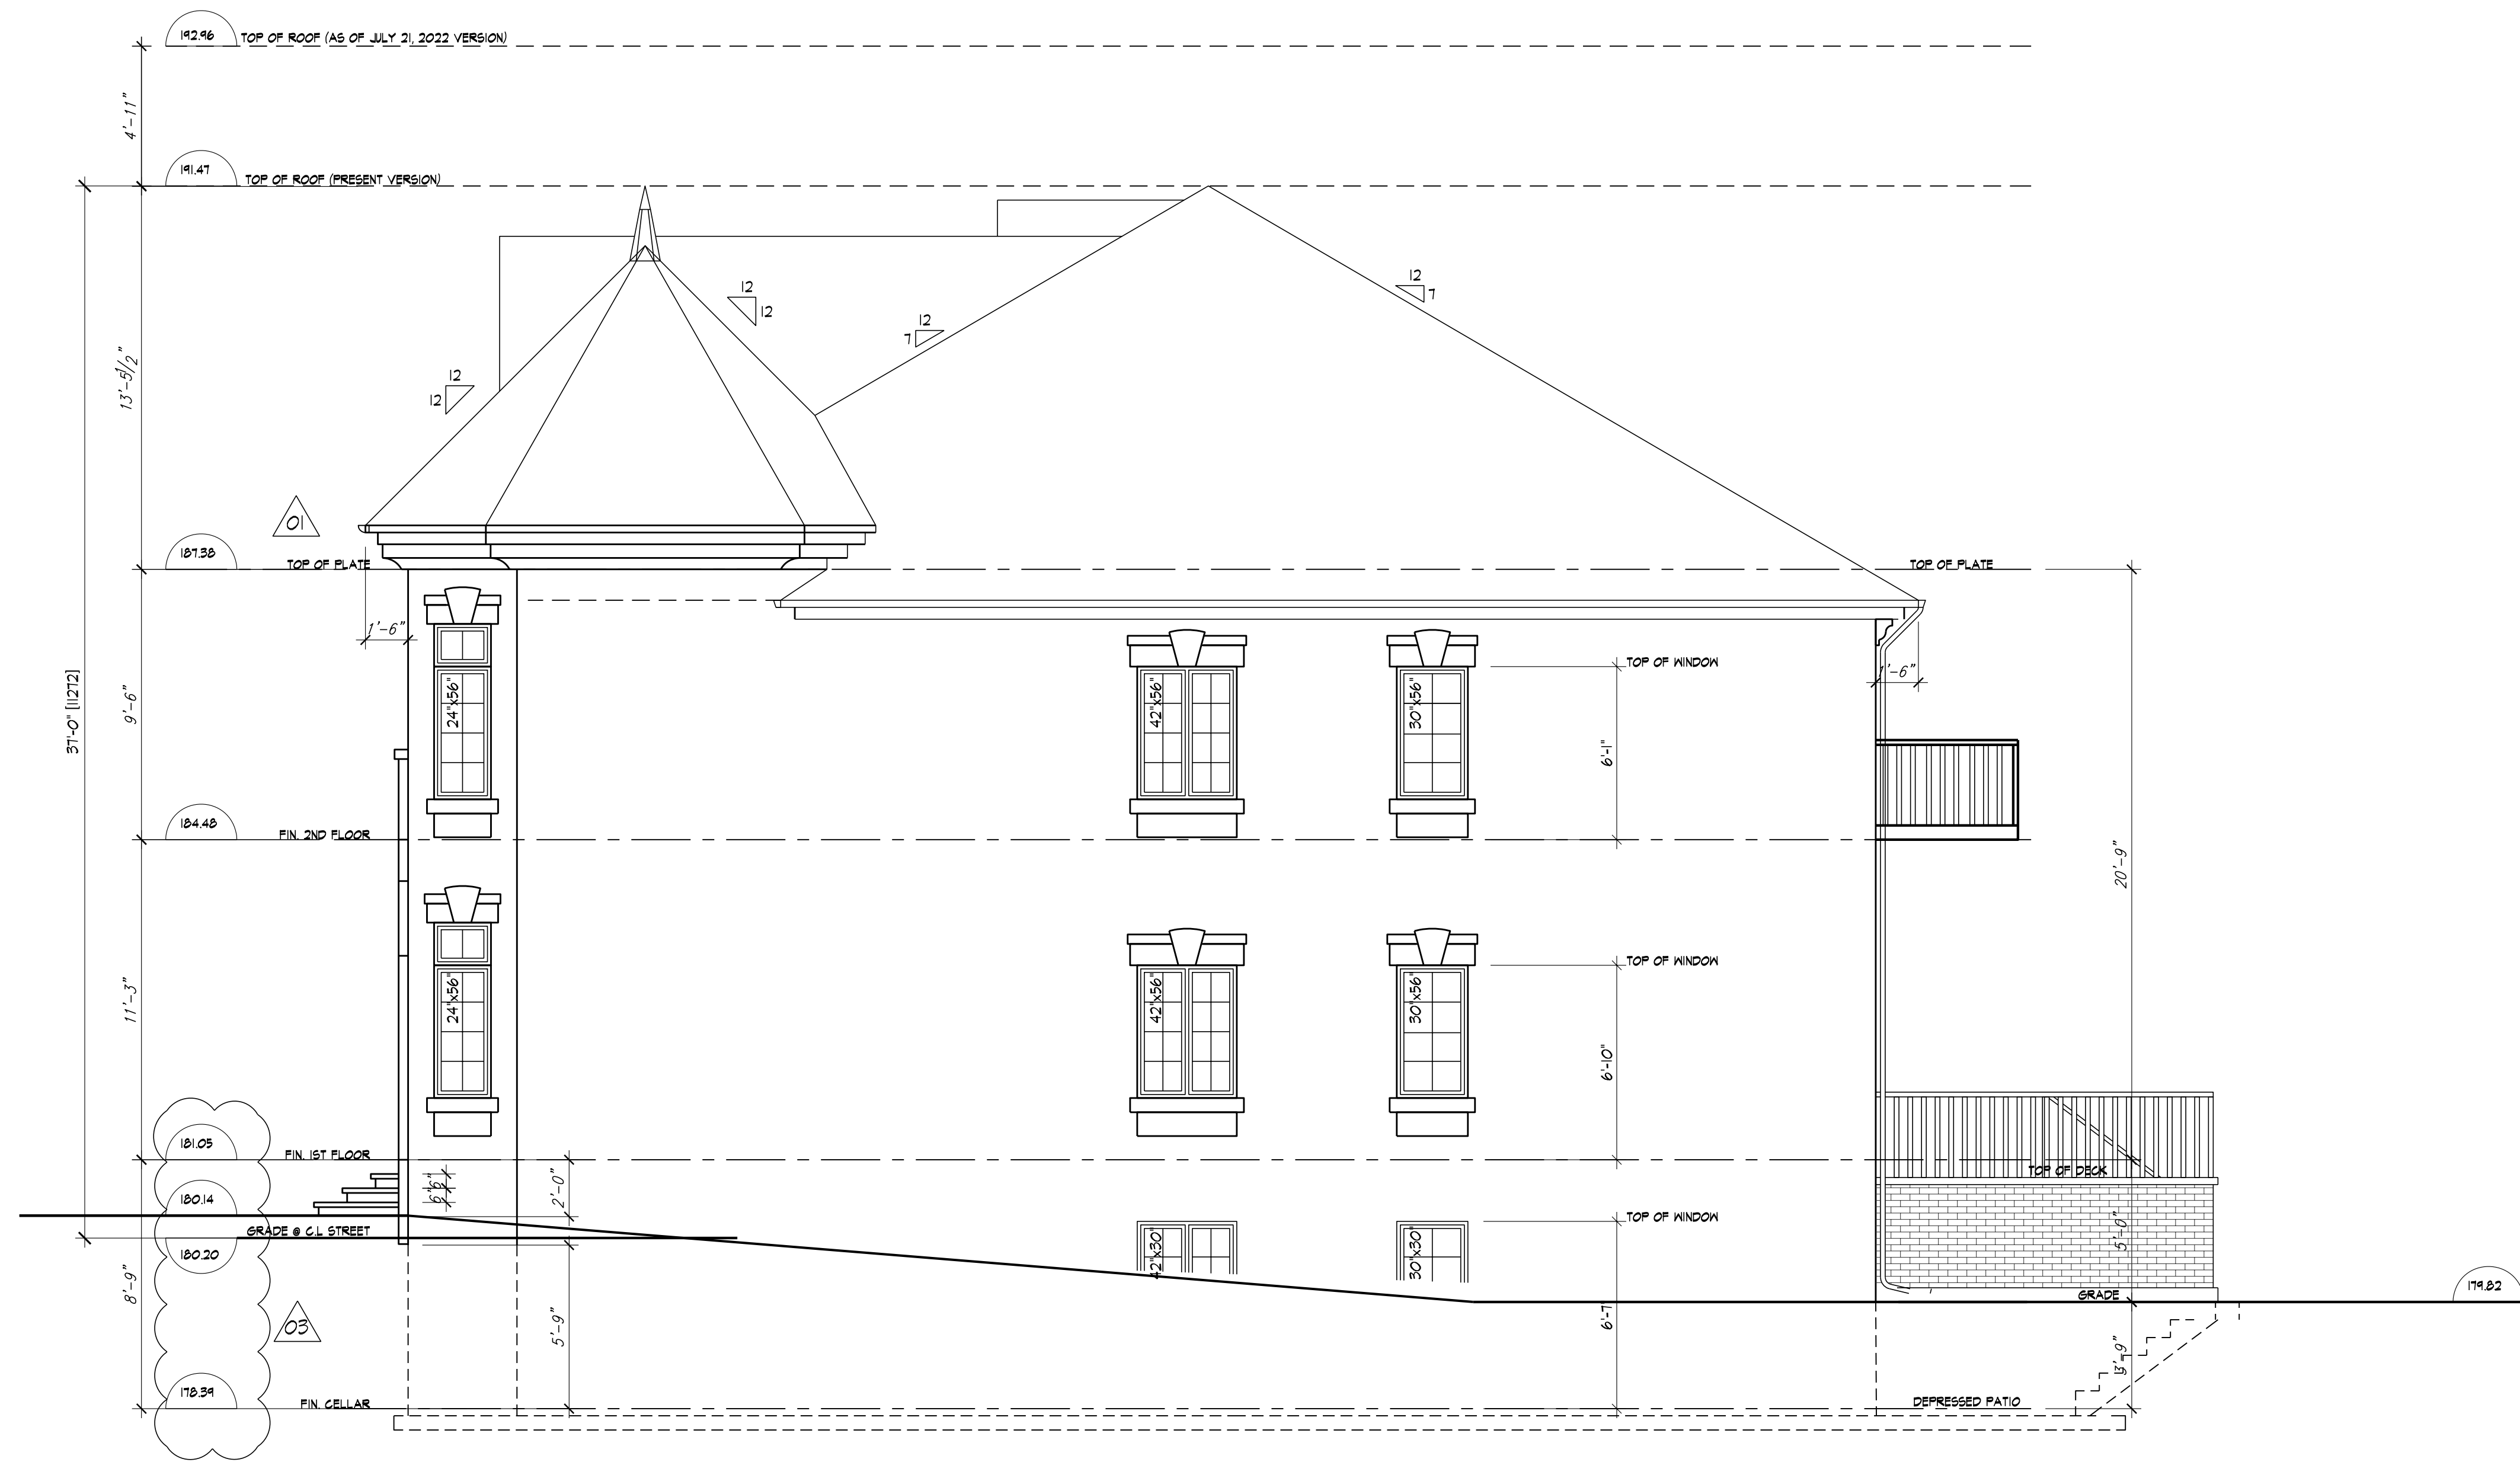 192.96 TOP OF ROOF (AS OF JULY 21, 2022 VERSION)
4'-11"
191.47 TOP OF ROOF (PRESENT VERSION)
12
12
12
7
12
7
12
12
13'-5 1/2"
37'-0" [11272]
01
187.38 TOP OF PLATE
TOP OF PLATE
1'-6"
1'-6"
9'-6"
24"x56"
42"x56"
30"x56"
TOP OF WINDOW
6'-1"
184.48 FIN. 2ND FLOOR
20'-9"
11'-3"
24"x56"
42"x56"
30"x56"
TOP OF WINDOW
6'-10"
181.05 FIN. 1ST FLOOR
TOP OF DECK
6"
6"
2'-0"
180.14
GRADE @ C.L STREET
180.20
42"x30"
30"x30"
TOP OF WINDOW
6'-7"
5'-0"
GRADE
179.82
8'-9"
03
5'-9"
3'-9"
178.39 FIN. CELLAR
DEPRESSED PATIO